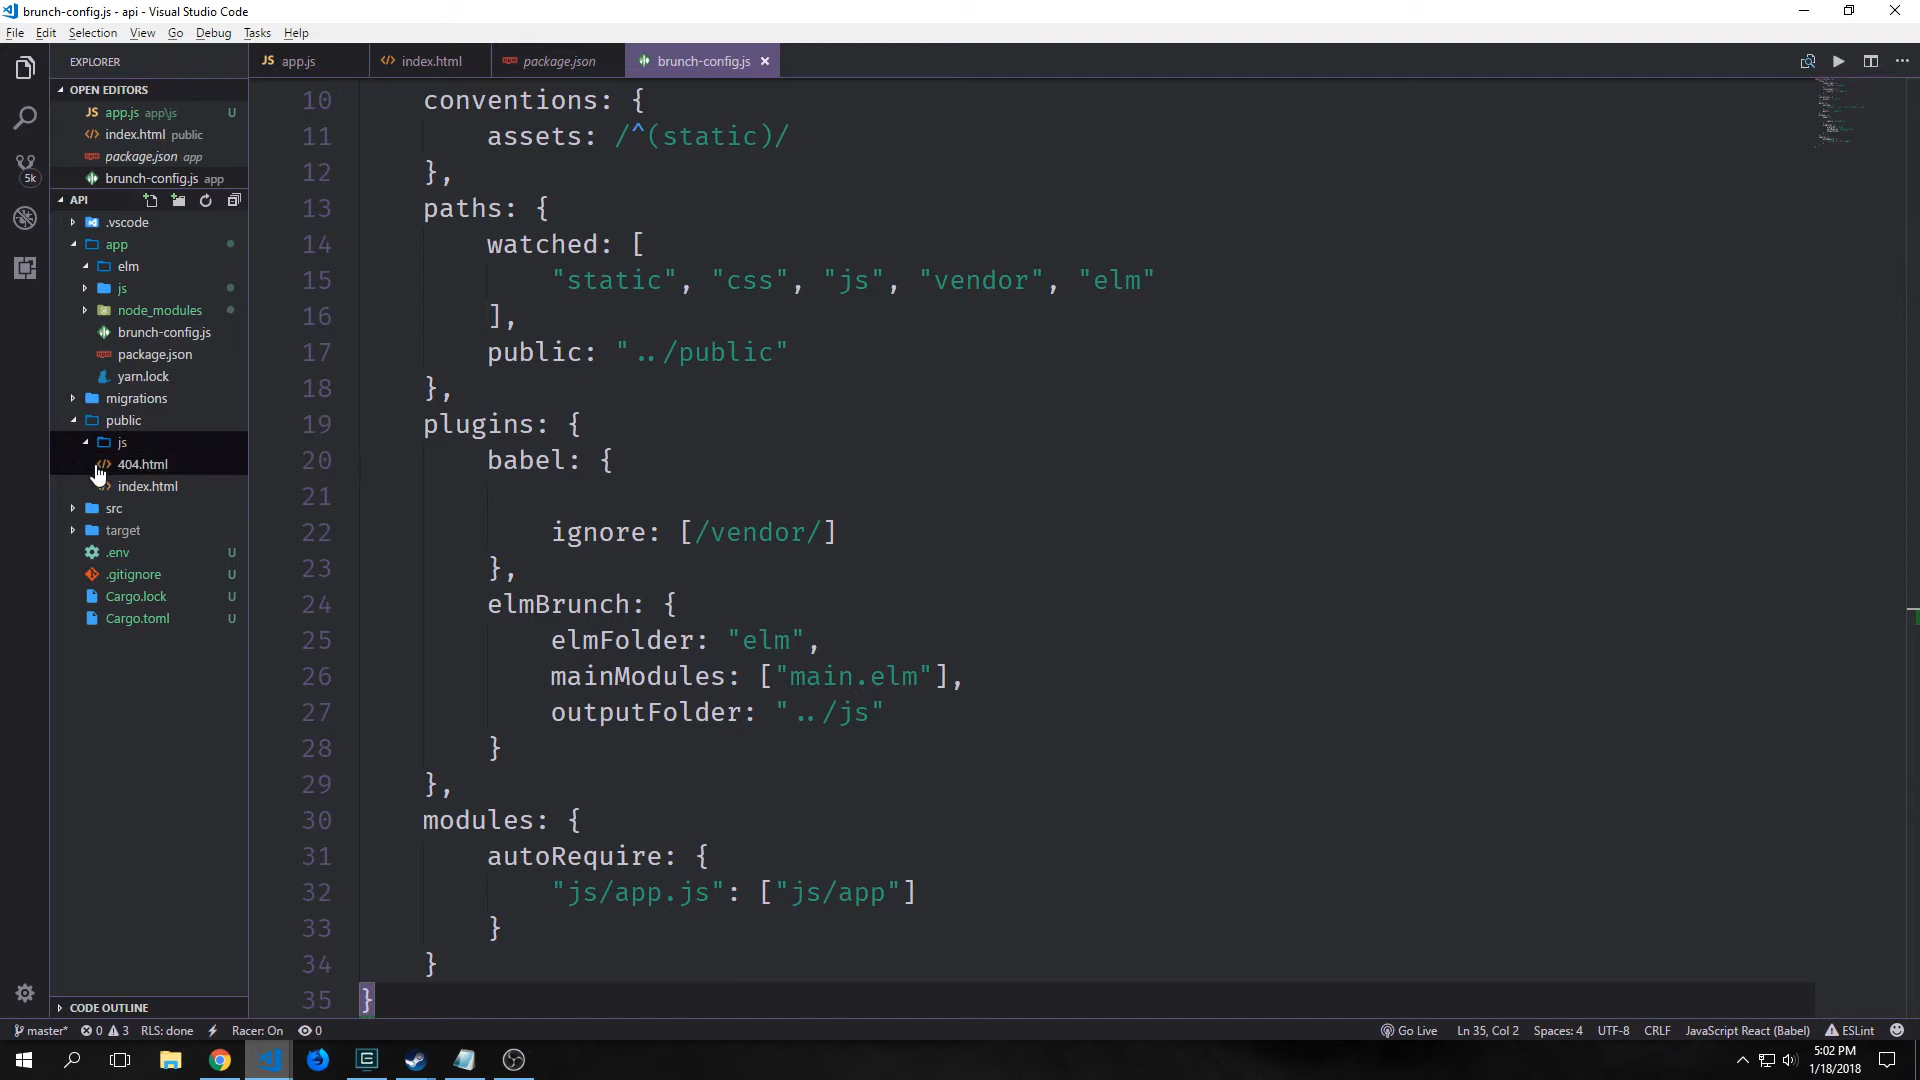 brunch-config.js - api - Visual Studio Code
File Edit Selection View Go Debug Tasks Help
EXPLORER
OPEN EDITORS
app.js app\js U
index.html public
package.json app
brunch-config.js app
API
.vscode
app
elm
js
node_modules
brunch-config.js
package.json
yarn.lock
migrations
public
js
404.html
index.html
src
target
.env U
.gitignore U
Cargo.lock U
Cargo.toml U
CODE OUTLINE
5k
JS app.js index.html package.json brunch-config.js
10 conventions: {
11 assets: /^(static)/
12 },
13 paths: {
14 watched: [
15 "static", "css", "js", "vendor", "elm"
16 ],
17 public: "../public"
18 },
19 plugins: {
20 babel: {
21
22 ignore: [/vendor/]
23 },
24 elmBrunch: {
25 elmFolder: "elm",
26 mainModules: ["main.elm"],
27 outputFolder: "../js"
28 }
29 },
30 modules: {
31 autoRequire: {
32 "js/app.js": ["js/app"]
33 }
34 }
35 }
master* 0 3 RLS: done Racer: On 0 Go Live Ln 35, Col 2 Spaces: 4 UTF-8 CRLF JavaScript React (Babel) ESLint
5:02 PM
1/18/2018